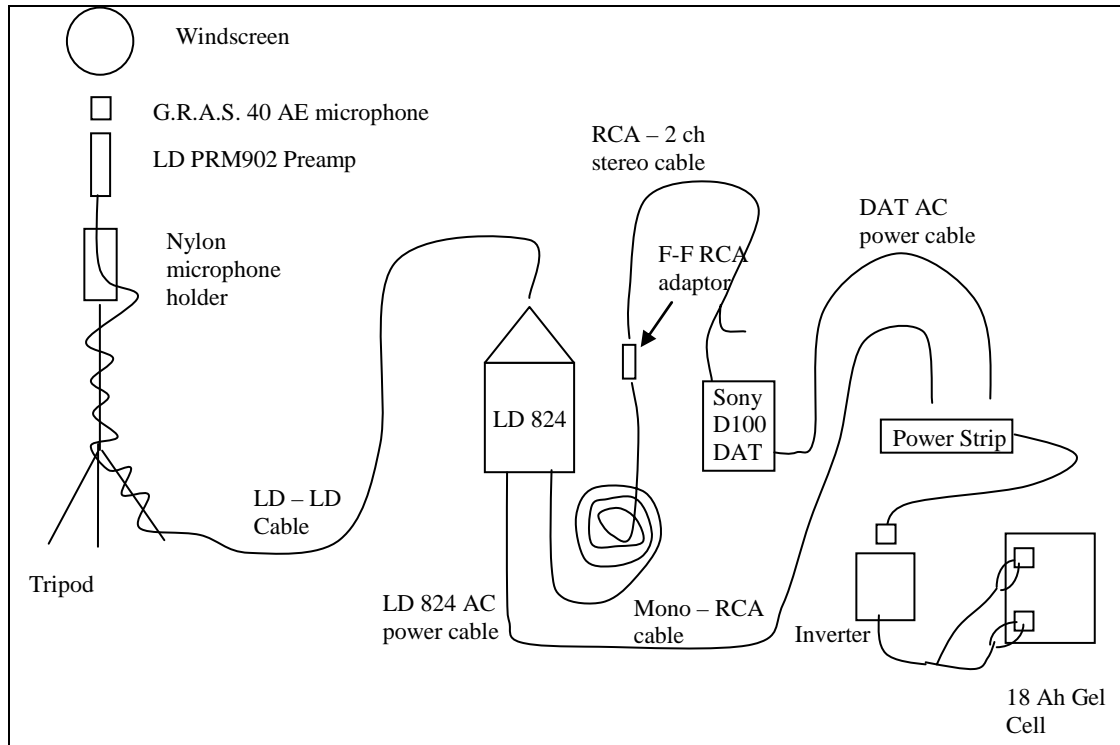 Windscreen
G.R.A.S. 40 AE microphone
LD PRM902 Preamp
Nylon
microphone
holder
RCA – 2 ch
stereo cable
F-F RCA
adaptor
DAT AC
power cable
LD 824
Sony
D100
DAT
Power Strip
LD – LD
Cable
Tripod
LD 824 AC
power cable
Mono – RCA
cable
Inverter
18 Ah Gel
Cell